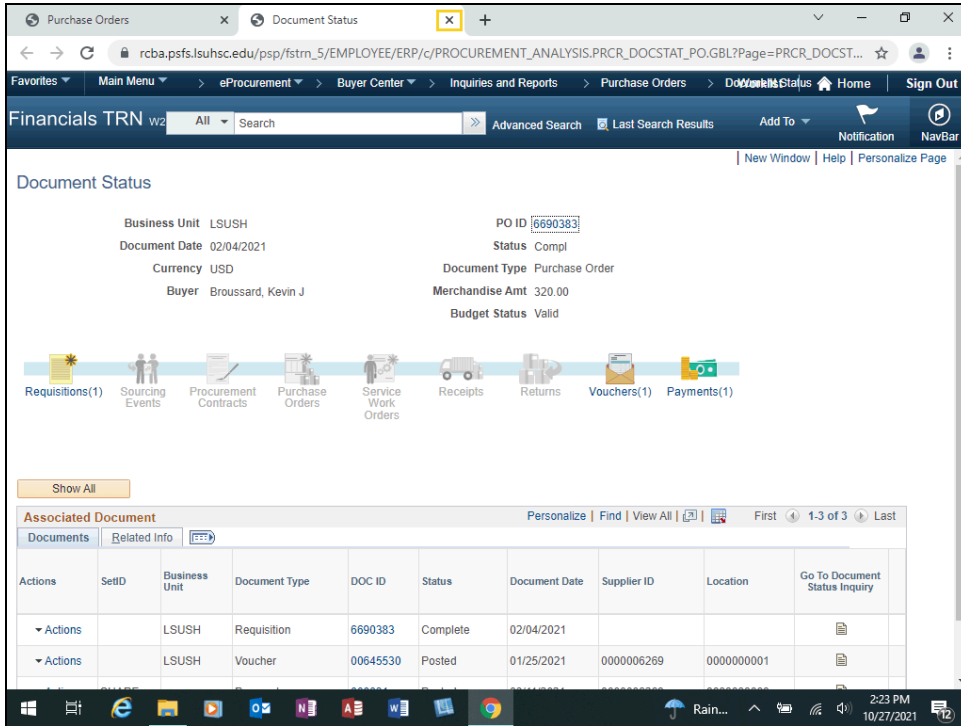 Purchase Orders × Document Status × +
rcba.psfs.lsuhsc.edu/psp/fstrn_5/EMPLOYEE/ERP/c/PROCUREMENT_ANALYSIS.PRCR_DOCSTAT_PO.GBL?Page=PRCR_DOCST...
Favorites Main Menu > eProcurement > Buyer Center > Inquiries and Reports > Purchase Orders > Document Status Worklist Home Sign Out
Financials TRN W2 All Search » Advanced Search Last Search Results Add To Notification NavBar
New Window | Help | Personalize Page
Document Status
Business Unit LSUSH PO ID 6690383
Document Date 02/04/2021 Status Compl
Currency USD Document Type Purchase Order
Buyer Broussard, Kevin J Merchandise Amt 320.00
Budget Status Valid
Requisitions(1) Sourcing Events Procurement Contracts Purchase Orders Service Work Orders Receipts Returns Vouchers(1) Payments(1)
Show All
Associated Document Personalize | Find | View All | First 1-3 of 3 Last
Documents Related Info
Actions SetID Business Unit Document Type DOC ID Status Document Date Supplier ID Location Go To Document Status Inquiry
Actions LSUSH Requisition 6690383 Complete 02/04/2021
Actions LSUSH Voucher 00645530 Posted 01/25/2021 0000006269 0000000001
Rain... 2:23 PM
10/27/2021 12